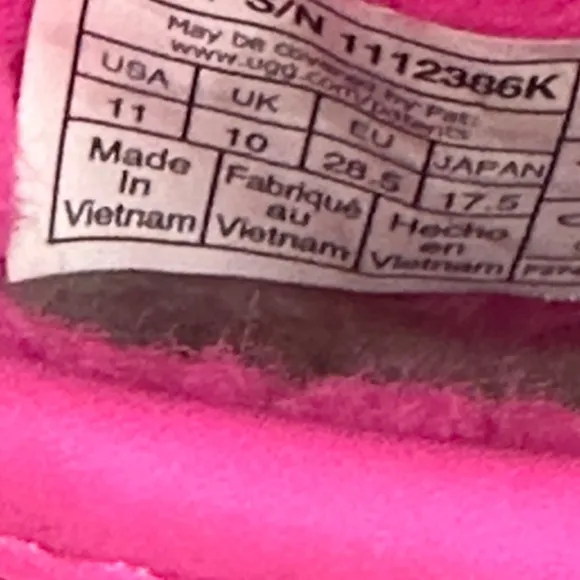 S/N 1112386K
May be covered by Pat:
www.ugg.com/patents
USA UK EU JAPAN
11 10 28.5 17.5
Made Fabriqué Hecho
In au en
Vietnam Vietnam Vietnam